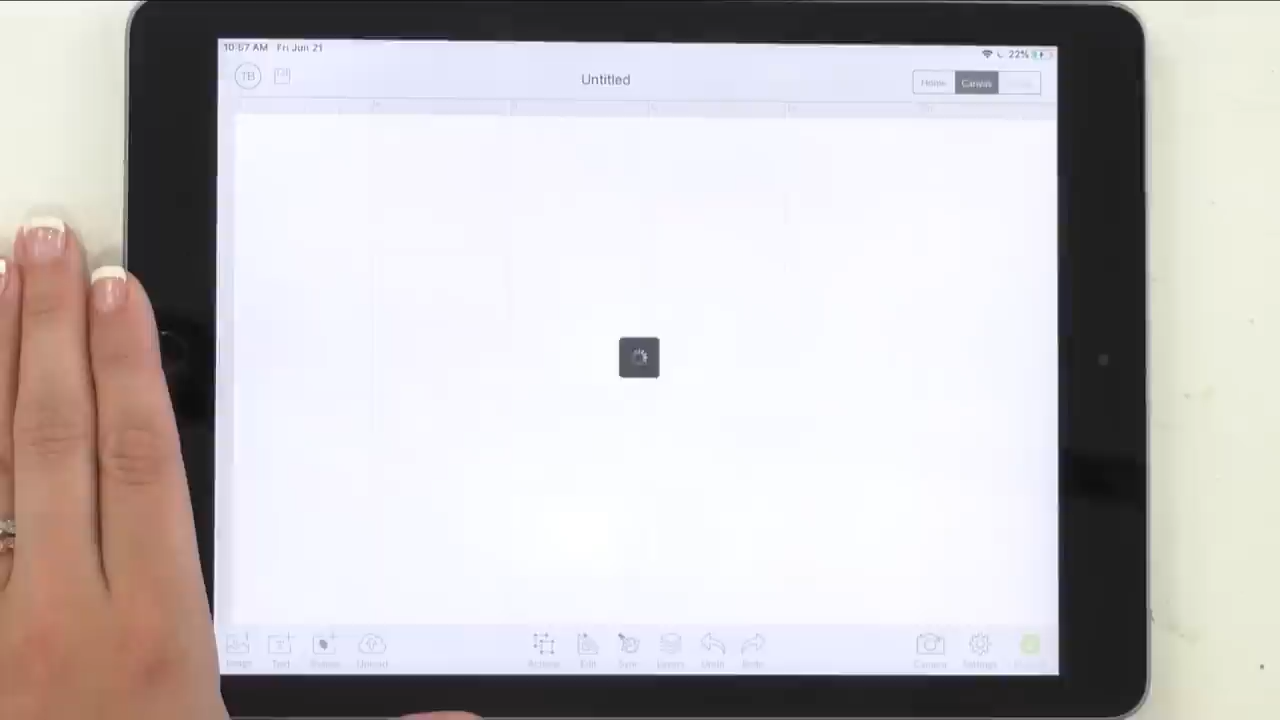 10:57 AM Fri Jun 21
22%
TB
Untitled
Home Canvas
Image Text Upload Actions Edit Sync Layers Undo Redo Camera Settings